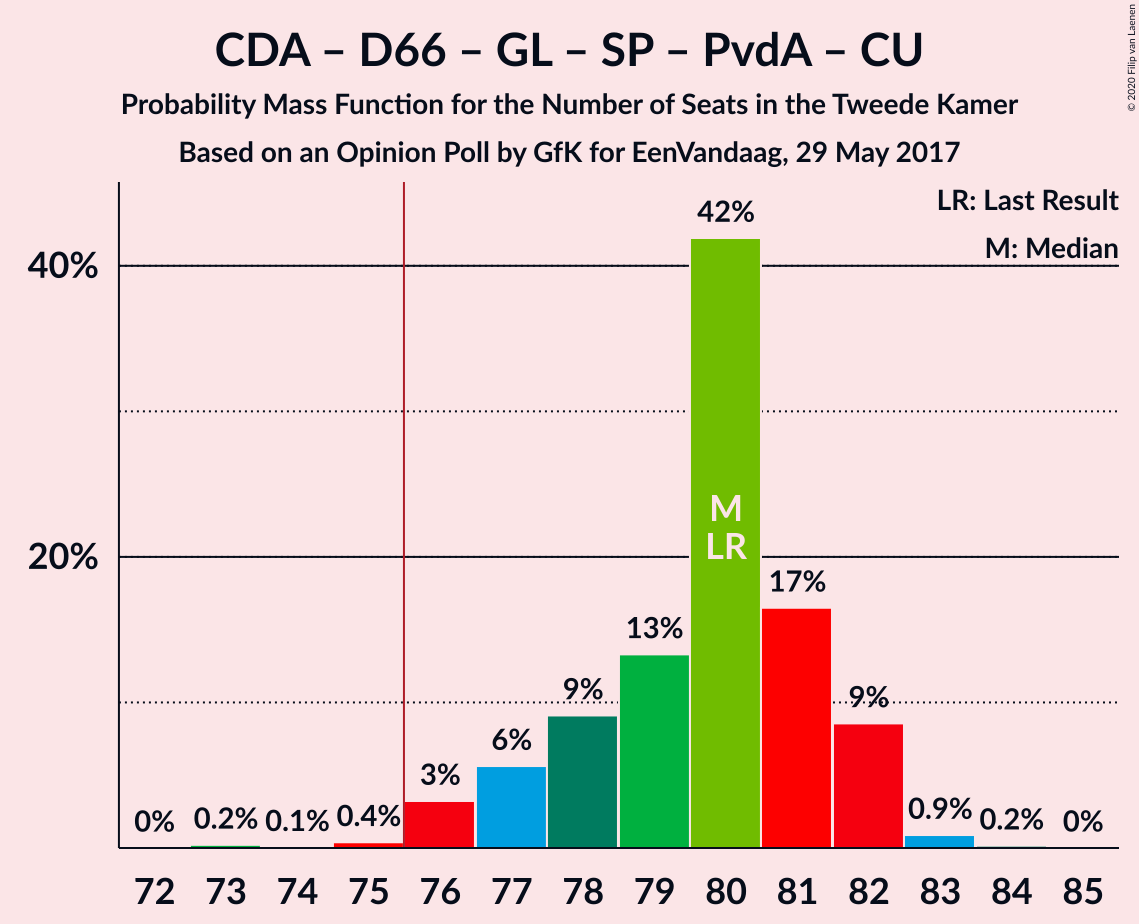 CDA – D66 – GL – SP – PvdA – CU
Probability Mass Function for the Number of Seats in the Tweede Kamer
Based on an Opinion Poll by GfK for EenVandaag, 29 May 2017
© 2020 Filip van Laenen
LR: Last Result
M: Median
40%
20%
0%
0.2%
0.1%
0.4%
3%
6%
9%
13%
42%
17%
9%
0.9%
0.2%
0%
M
LR
72 73 74 75 76 77 78 79 80 81 82 83 84 85